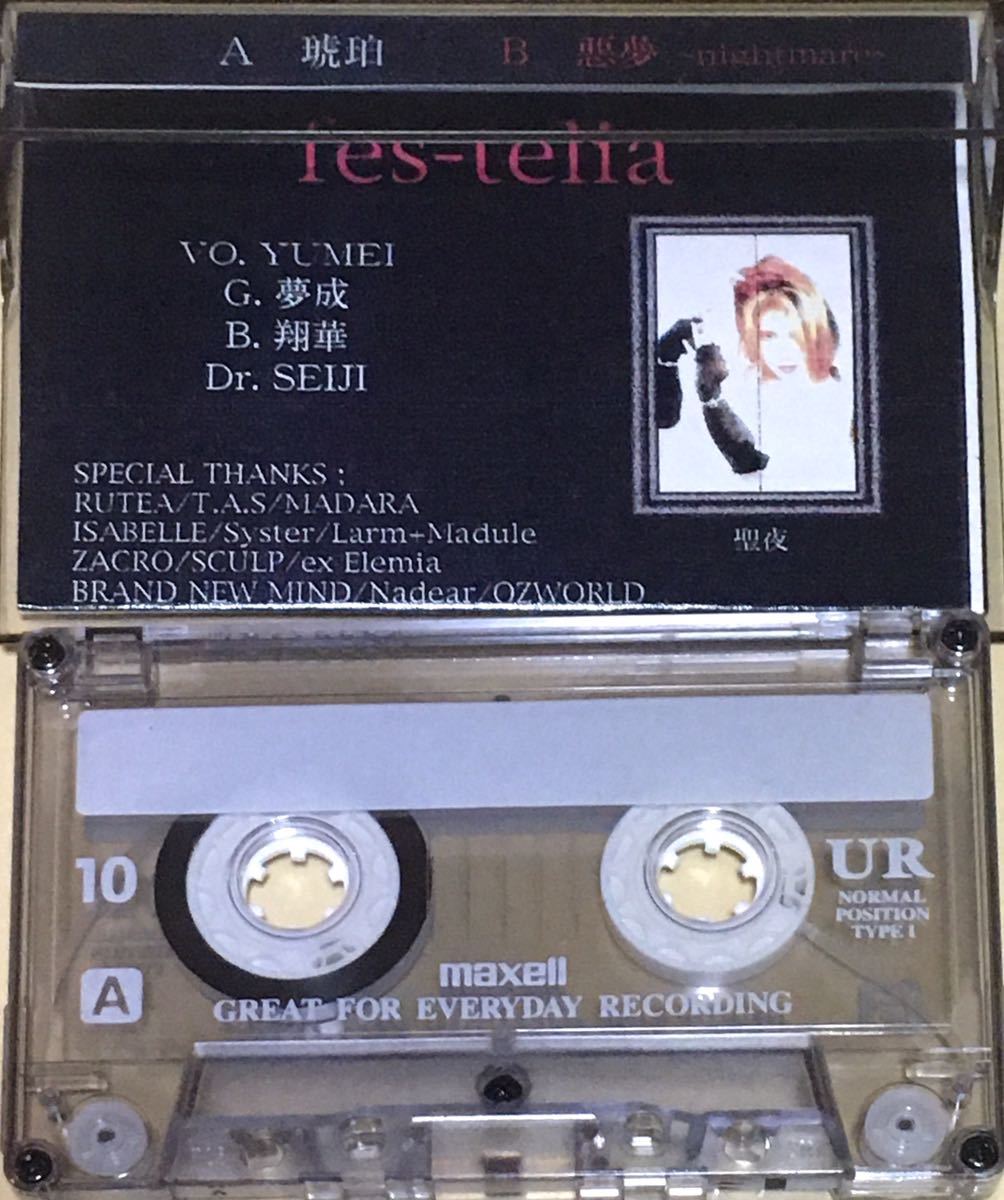 A 琥珀 B 悪夢 ~nightmare~
fes-telia
VO. YUMEI
G. 夢成
B. 翔華
Dr. SEIJI
聖夜
SPECIAL THANKS ;
RUTEA/T.A.S/MADARA
ISABELLE/Syster/Larm+Madule
ZACRO/SCULP/ex Elemia
BRAND NEW MIND/Nadear/OZWORLD
10
UR
NORMAL
POSITION
TYPE I
A
maxell
GREAT FOR EVERYDAY RECORDING